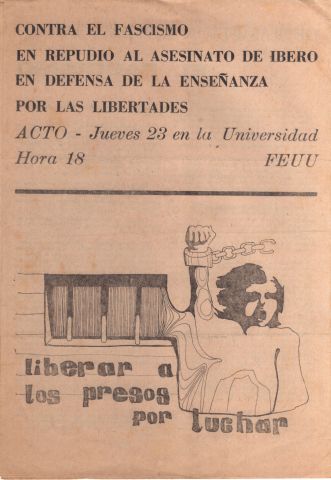 CONTRA EL FASCISMO
EN REPUDIO AL ASESINATO DE IBERO
EN DEFENSA DE LA ENSEÑANZA
POR LAS LIBERTADES
ACTO - Jueves 23 en la Universidad
Hora 18 FEUU
liberar a
los presos
por luchar